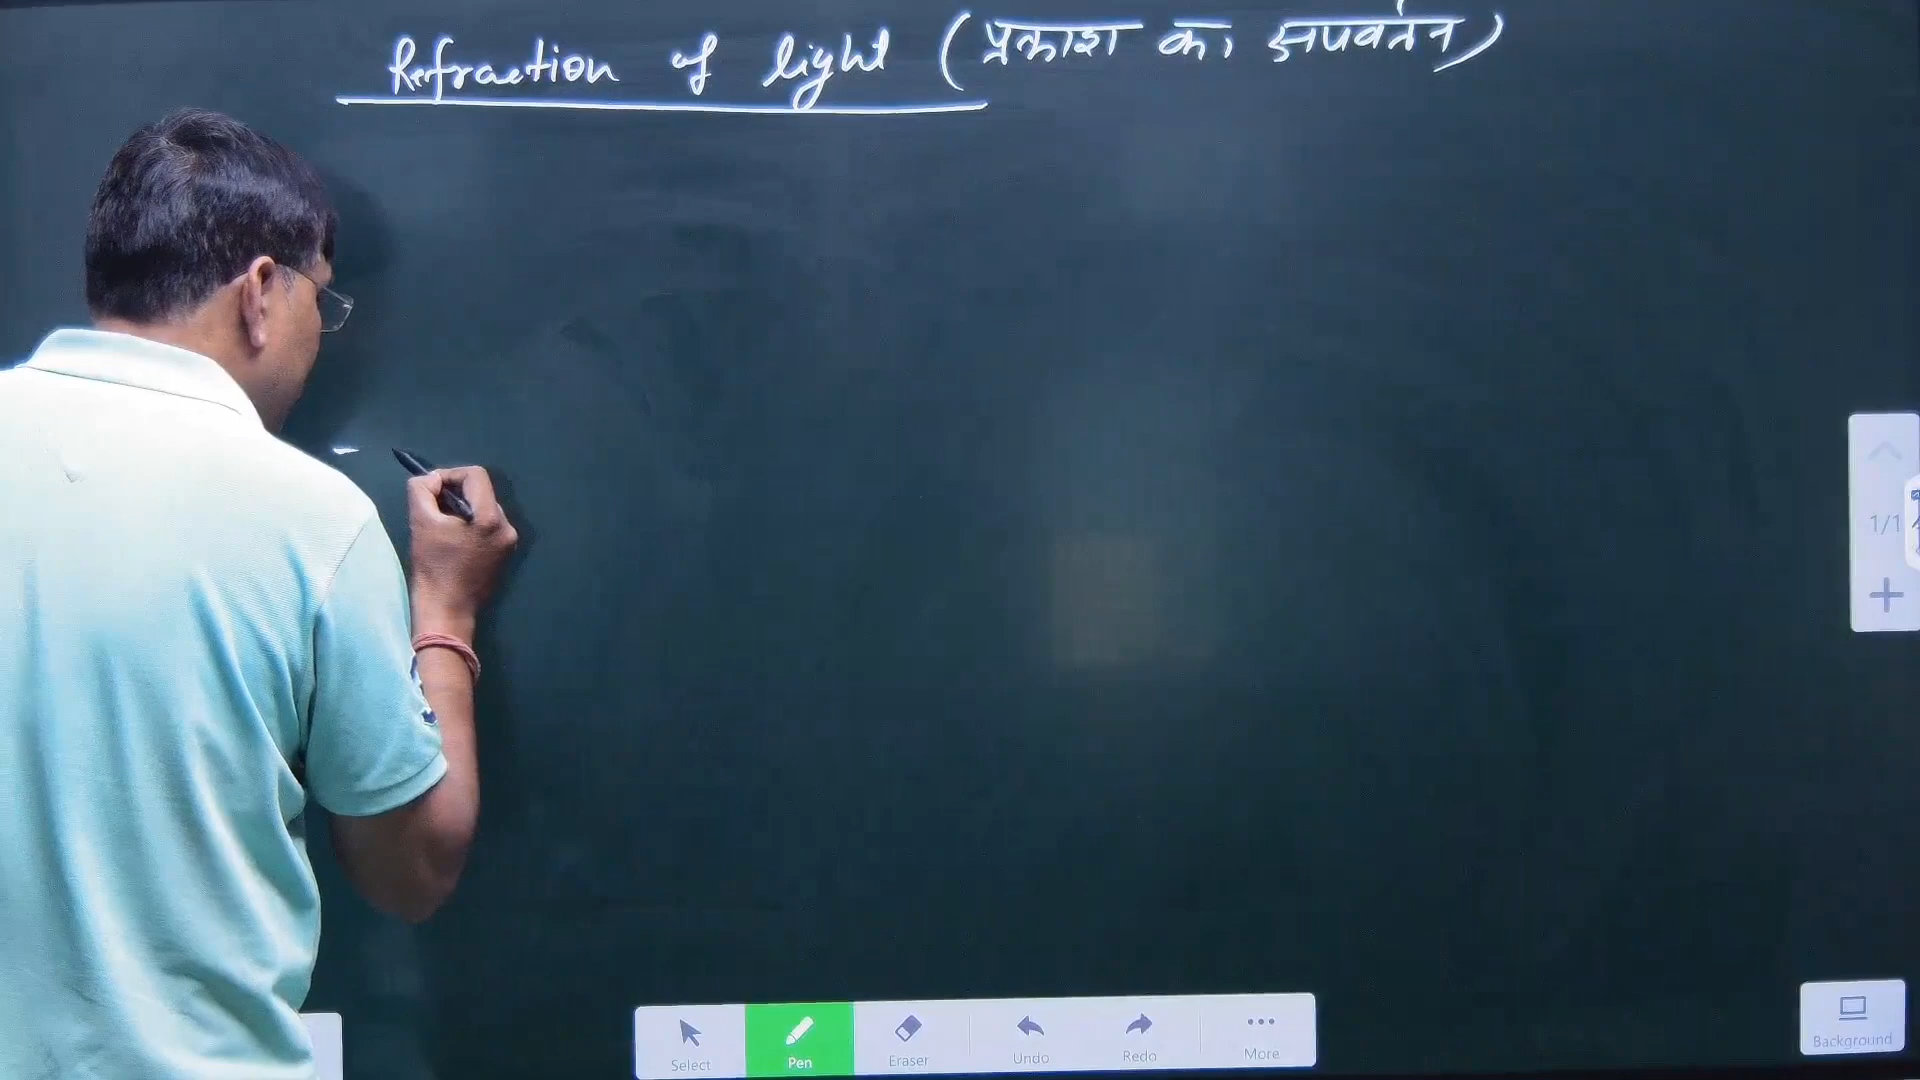 Refraction of light (प्रकाश का अपवर्तन)
1/1
Select Pen Eraser Undo Redo More
Background